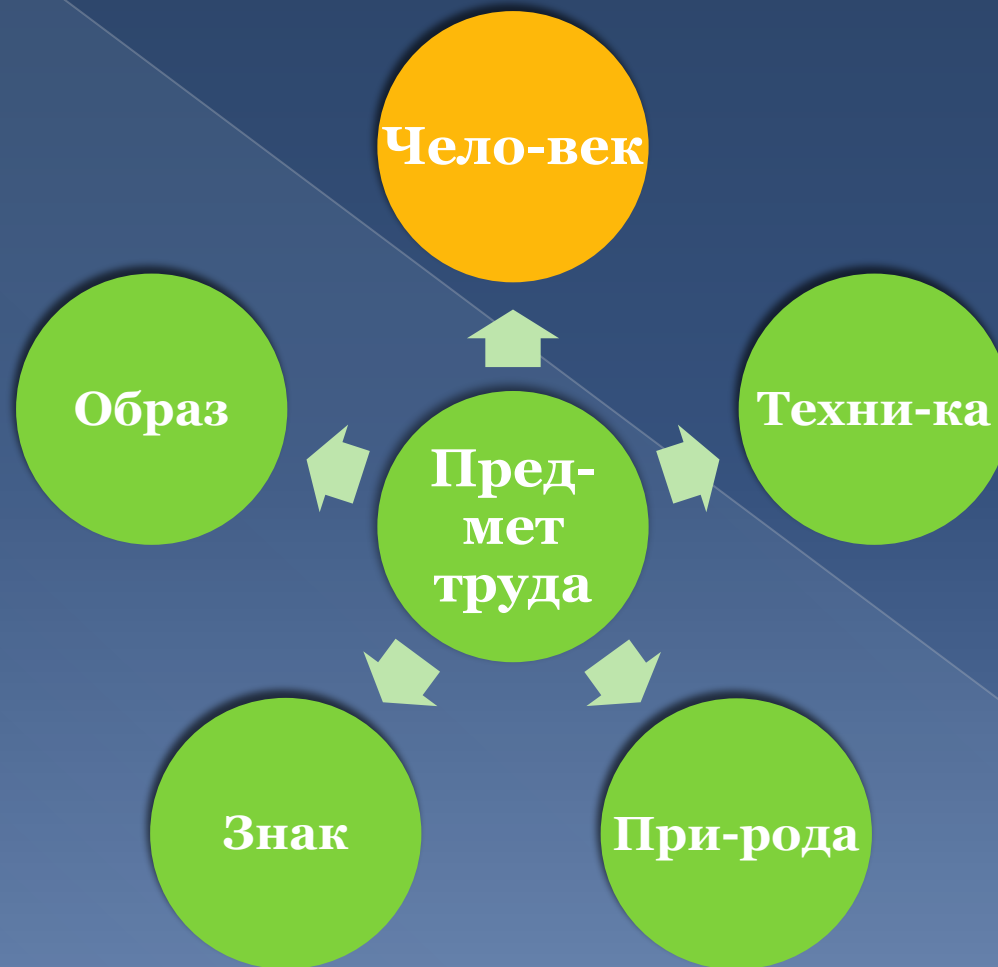 Чело-век
Образ
Техни-ка
Пред-
мет
труда
Знак
При-рода